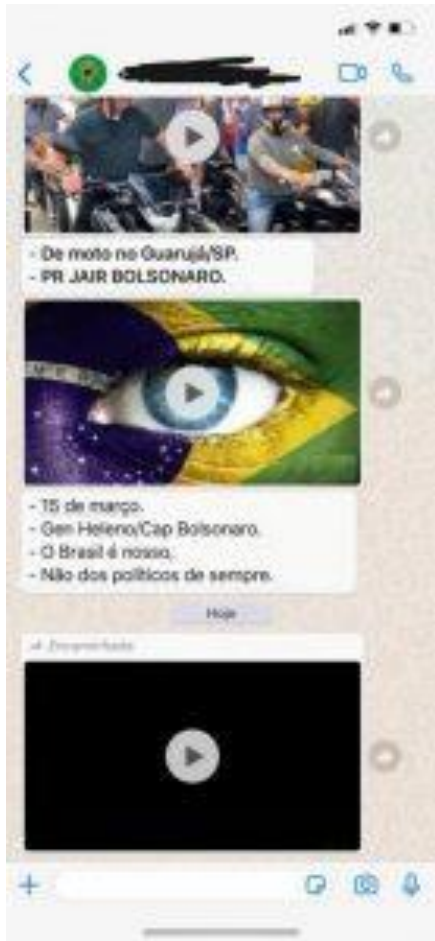 - De moto no Guarujá/SP.
- PR JAIR BOLSONARO.
- 15 de março.
- Gen Heleno/Cap Bolsonaro.
- O Brasil é nosso,
- Não dos políticos de sempre.
Hoje
Encaminhada